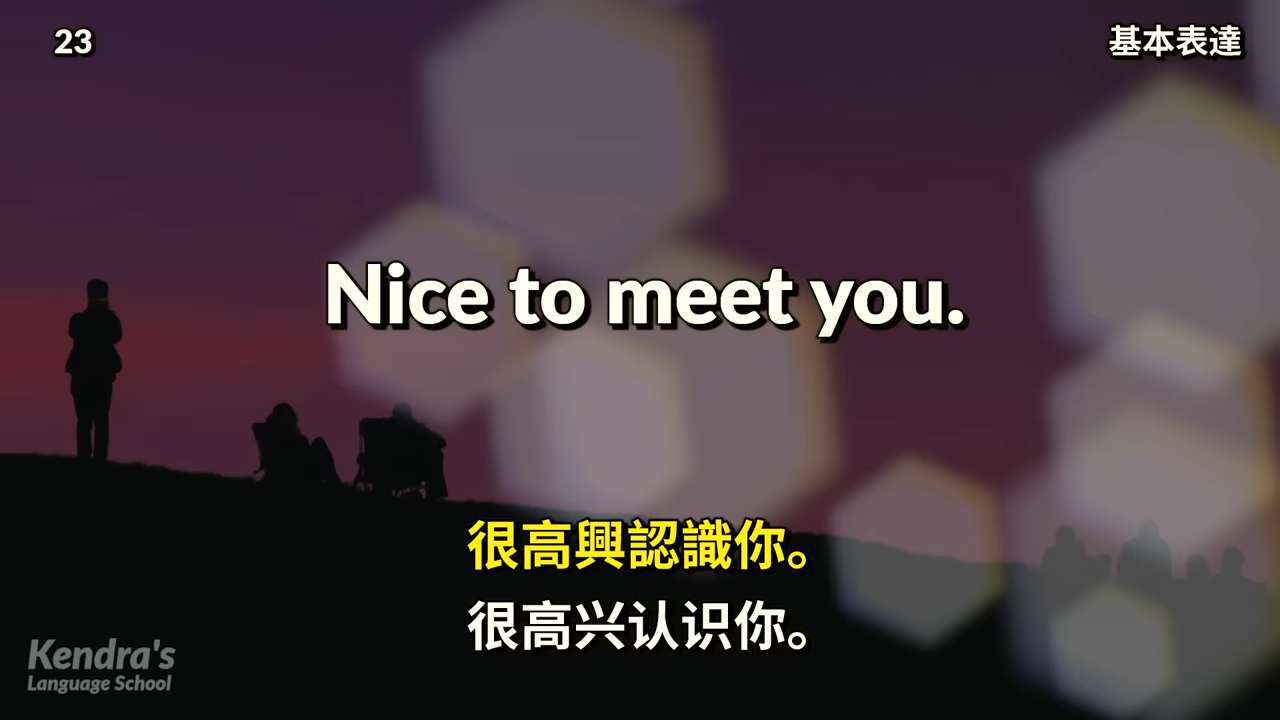 23
基本表達
Nice to meet you.
很高興認識你。
很高兴认识你。
Kendra's
Language School